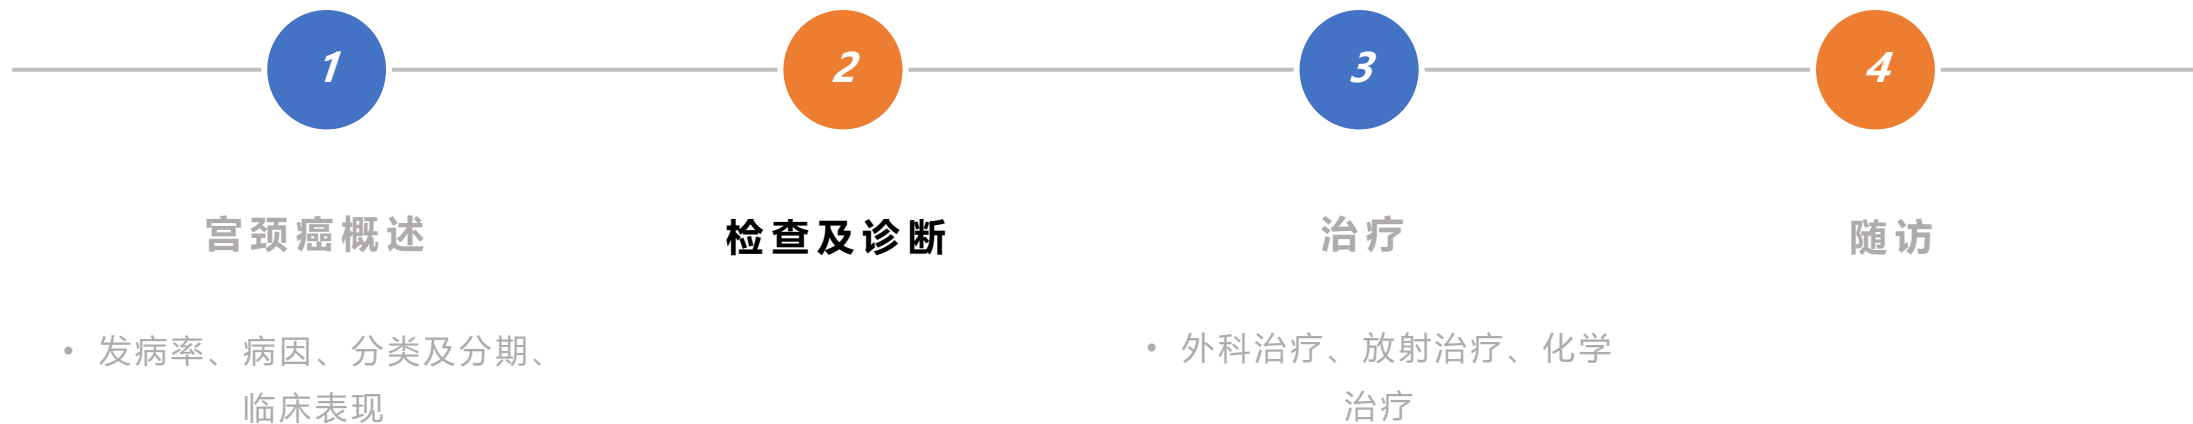 1
2
3
4
宫颈癌概述
检查及诊断
治疗
随访
• 发病率、病因、分类及分期、
临床表现
• 外科治疗、放射治疗、化学
治疗